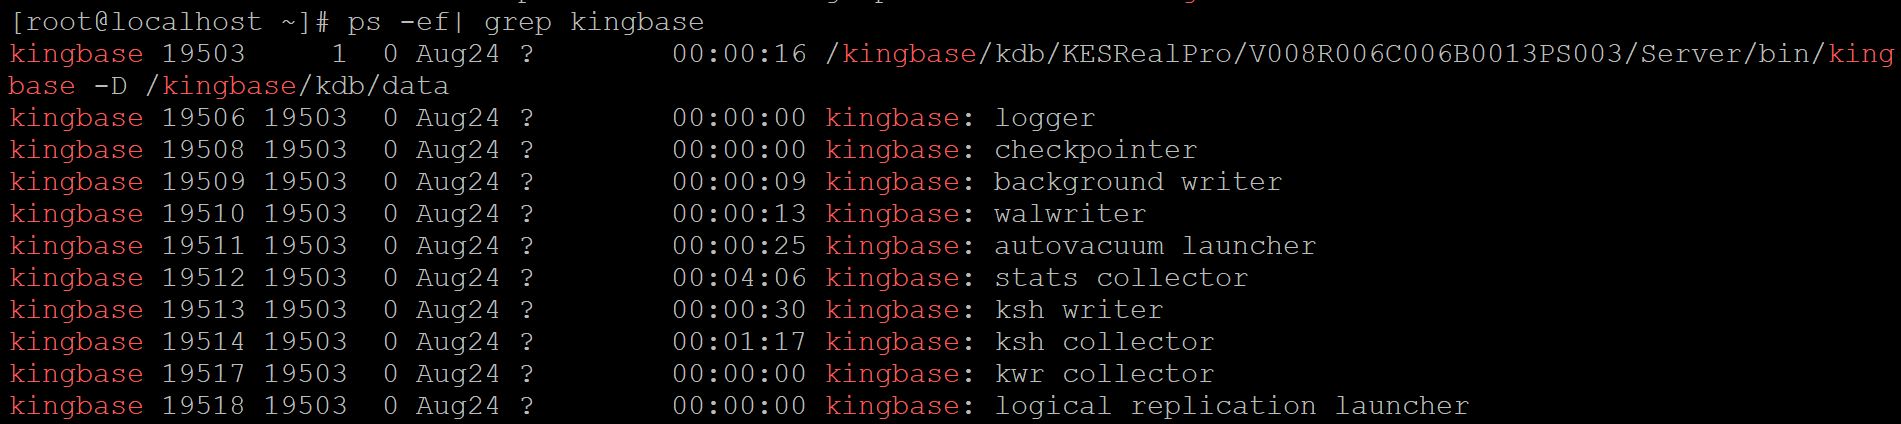 [root@localhost ~]# ps -ef| grep kingbase
kingbase 19503     1  0 Aug24 ?        00:00:16 /kingbase/kdb/KESRealPro/V008R006C006B0013PS003/Server/bin/king
base -D /kingbase/kdb/data
kingbase 19506 19503  0 Aug24 ?        00:00:00 kingbase: logger
kingbase 19508 19503  0 Aug24 ?        00:00:00 kingbase: checkpointer
kingbase 19509 19503  0 Aug24 ?        00:00:09 kingbase: background writer
kingbase 19510 19503  0 Aug24 ?        00:00:13 kingbase: walwriter
kingbase 19511 19503  0 Aug24 ?        00:00:25 kingbase: autovacuum launcher
kingbase 19512 19503  0 Aug24 ?        00:04:06 kingbase: stats collector
kingbase 19513 19503  0 Aug24 ?        00:00:30 kingbase: ksh writer
kingbase 19514 19503  0 Aug24 ?        00:01:17 kingbase: ksh collector
kingbase 19517 19503  0 Aug24 ?        00:00:00 kingbase: kwr collector
kingbase 19518 19503  0 Aug24 ?        00:00:00 kingbase: logical replication launcher